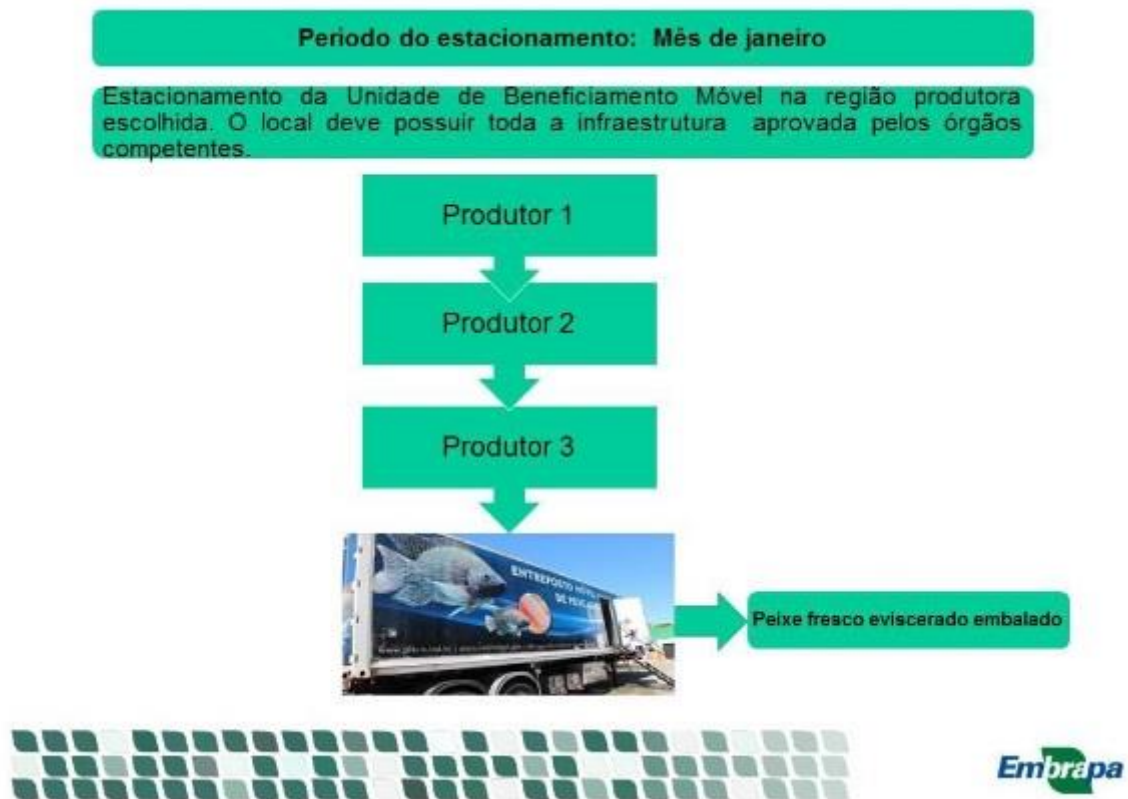 Periodo do estacionamento: Mês de janeiro
Estacionamento da Unidade de Beneficiamento Móvel na região produtora
escolhida. O local deve possuir toda a infraestrutura aprovada pelos órgãos
competentes.
Produtor 1
Produtor 2
Produtor 3
ENTREPOSTO MÓVEL
DE PESCADO
Peixe fresco eviscerado embalado
Embrapa